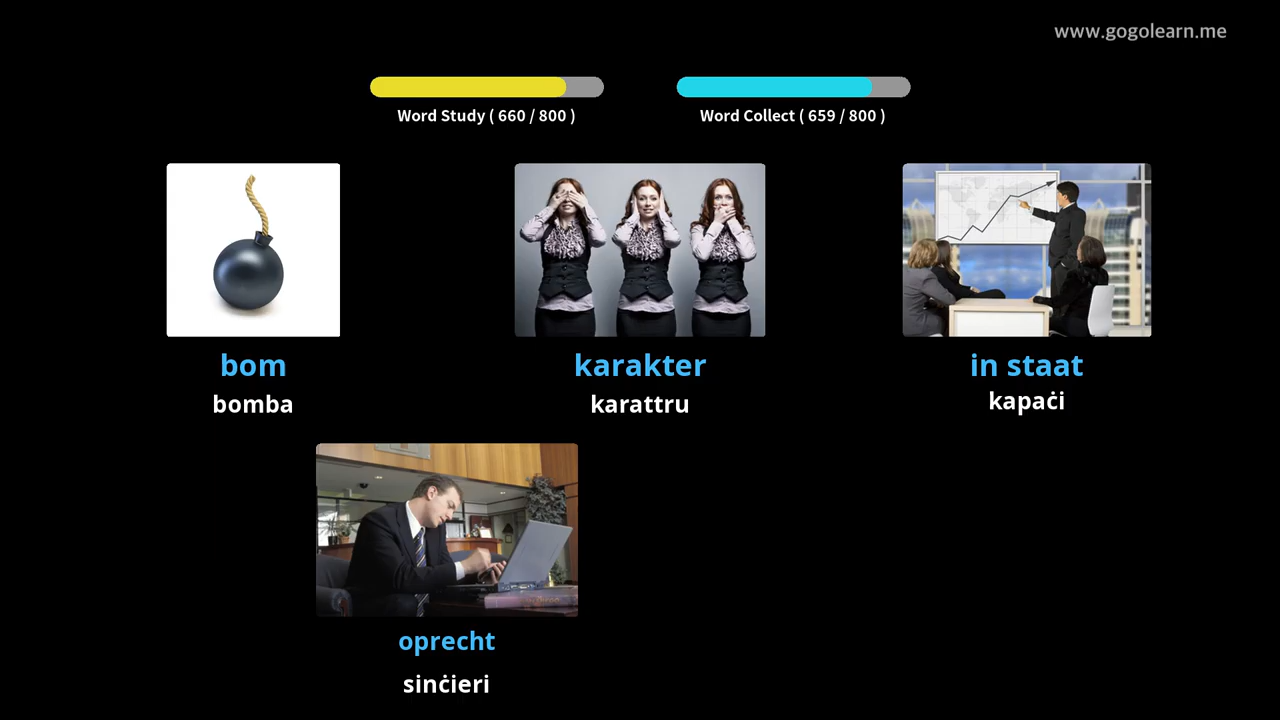 www.gogolearn.me
Word Study ( 660 / 800 )
Word Collect ( 659 / 800 )
bom
bomba
karakter
karattru
in staat
kapaċi
oprecht
sinċieri